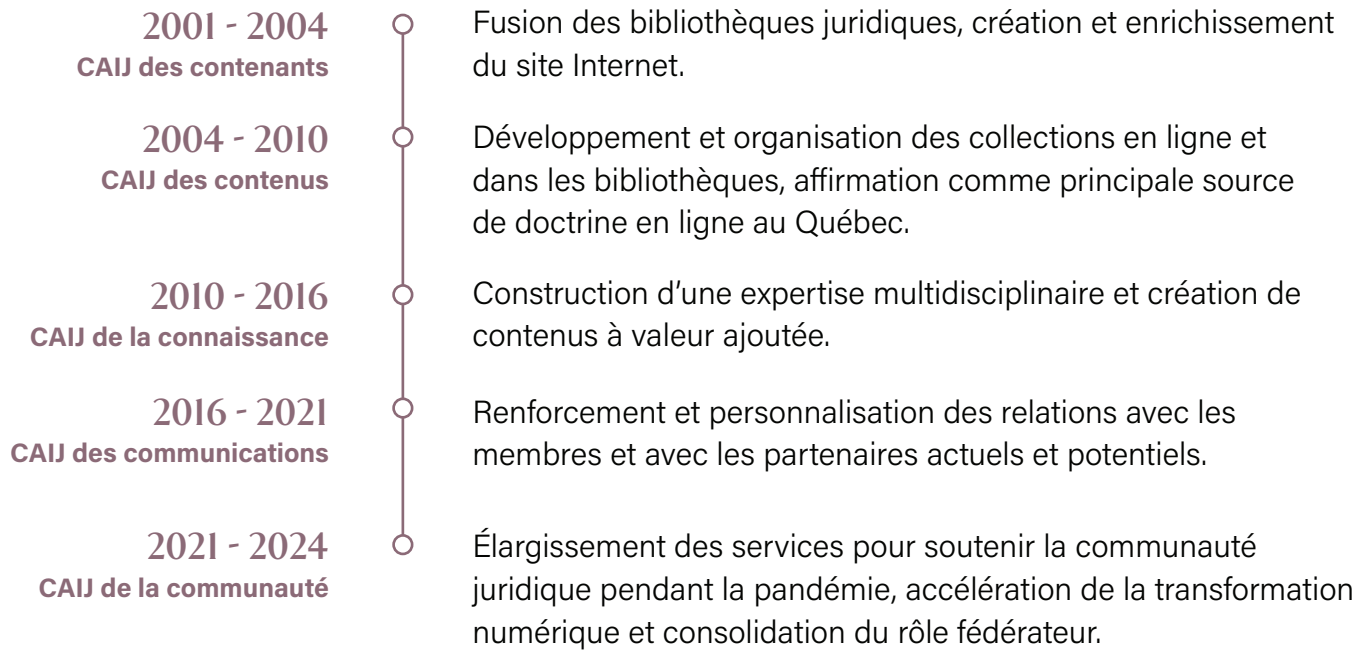 2001 - 2004
CAIJ des contenants
Fusion des bibliothèques juridiques, création et enrichissement
du site Internet.
2004 - 2010
CAIJ des contenus
Développement et organisation des collections en ligne et
dans les bibliothèques, affirmation comme principale source
de doctrine en ligne au Québec.
2010 - 2016
CAIJ de la connaissance
Construction d’une expertise multidisciplinaire et création de
contenus à valeur ajoutée.
2016 - 2021
CAIJ des communications
Renforcement et personnalisation des relations avec les
membres et avec les partenaires actuels et potentiels.
2021 - 2024
CAIJ de la communauté
Élargissement des services pour soutenir la communauté
juridique pendant la pandémie, accélération de la transformation
numérique et consolidation du rôle fédérateur.